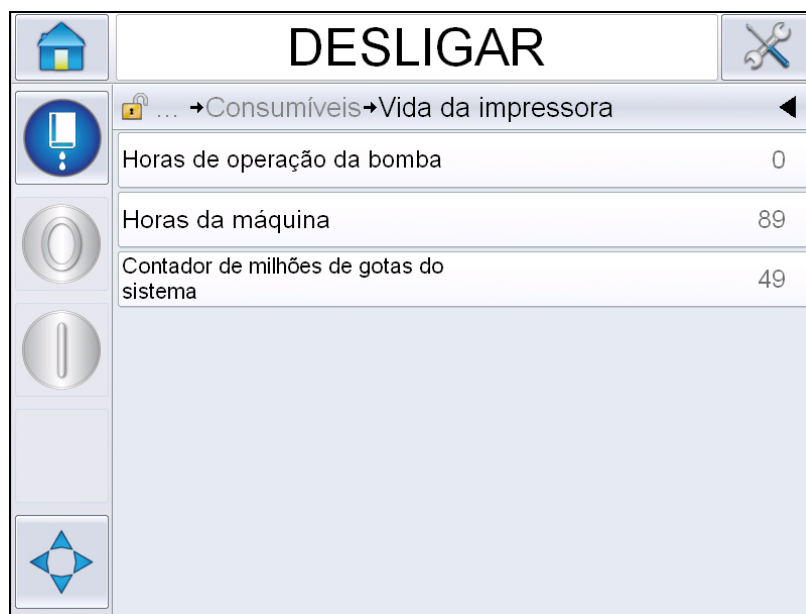 DESLIGAR
... →Consumíveis→Vida da impressora
Horas de operação da bomba 0
Horas da máquina 89
Contador de milhões de gotas do
sistema 49